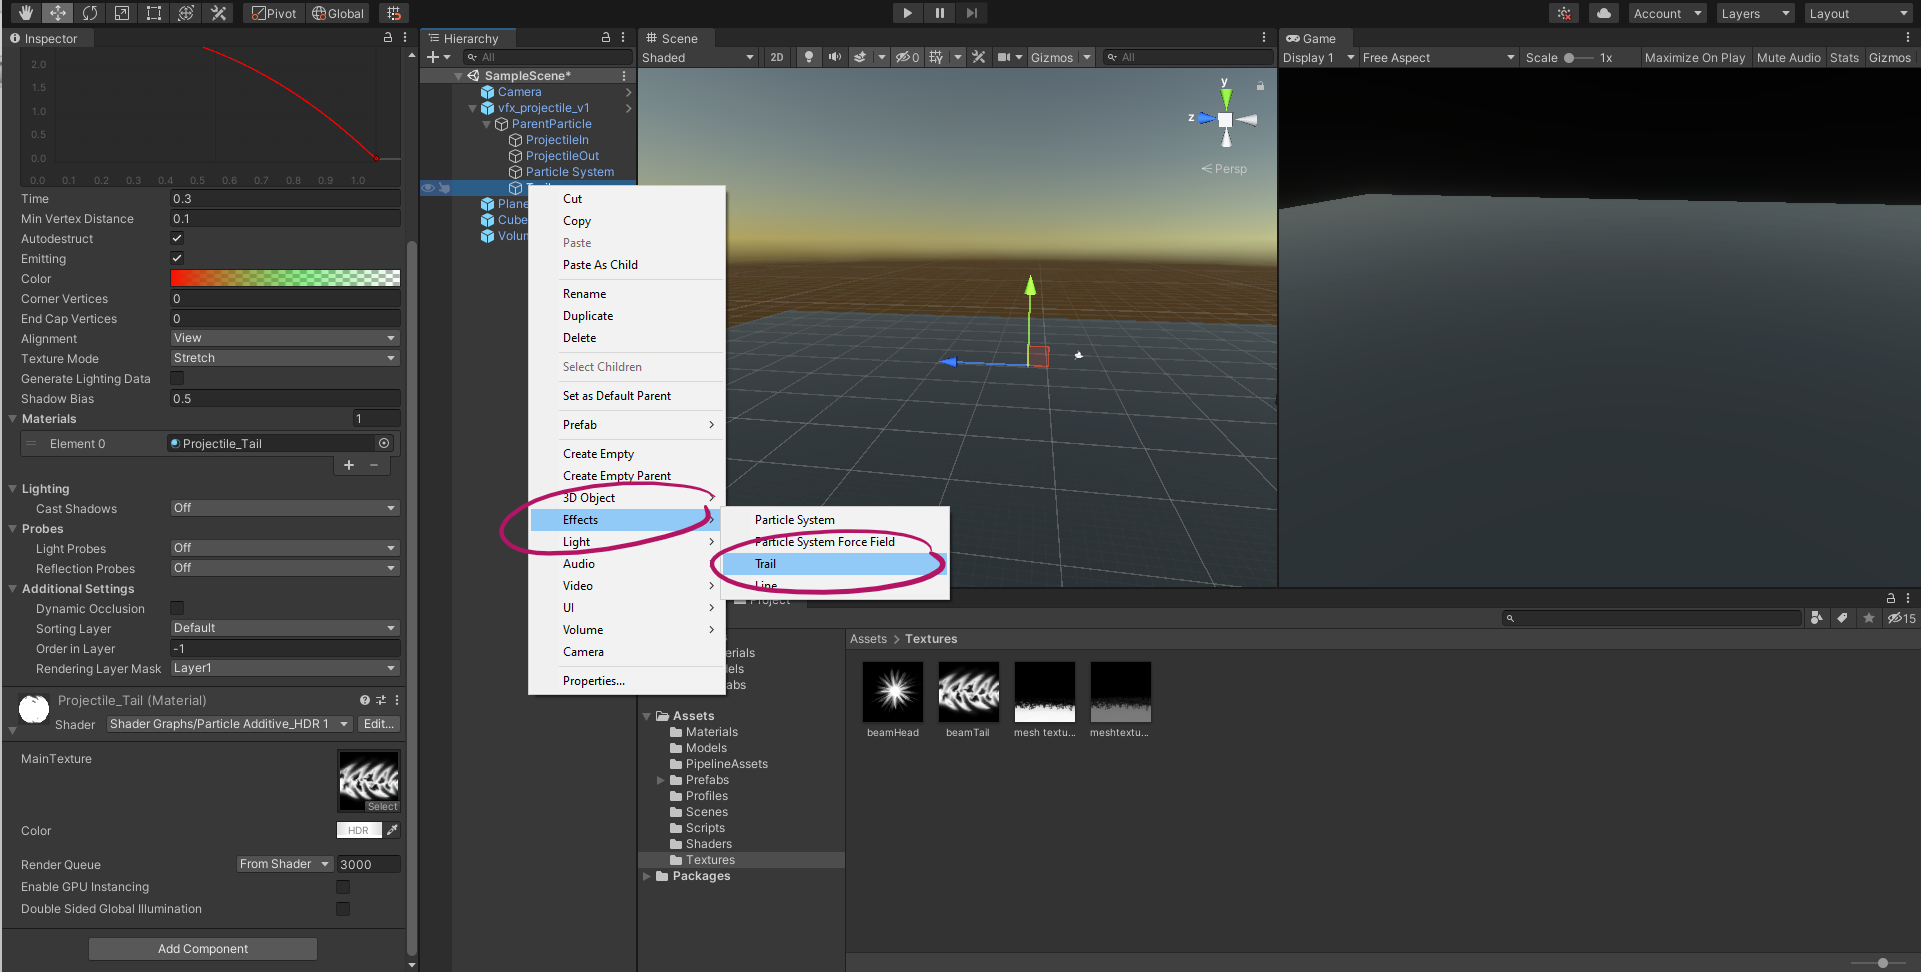 Pivot
Global
Account
Layers
Layout
Inspector
2.0
1.5
1.0
0.5
0.0
0.0 0.1 0.2 0.3 0.4 0.5 0.6 0.7 0.8 0.9 1.0
Time 0.3
Min Vertex Distance 0.1
Autodestruct
Emitting
Color
Corner Vertices 0
End Cap Vertices 0
Alignment View
Texture Mode Stretch
Generate Lighting Data
Shadow Bias 0.5
Materials 1
Element 0 Projectile_Tail
Lighting
Cast Shadows Off
Probes
Light Probes Off
Reflection Probes Off
Additional Settings
Dynamic Occlusion
Sorting Layer Default
Order in Layer -1
Rendering Layer Mask Layer1
Projectile_Tail (Material)
Shader Shader Graphs/Particle Additive_HDR 1 Edit...
MainTexture
Select
Color HDR
Render Queue From Shader 3000
Enable GPU Instancing
Double Sided Global Illumination
Add Component
Hierarchy
All
SampleScene*
Camera
vfx_projectile_v1
ParentParticle
ProjectileIn
ProjectileOut
Particle System
Plane
Cube
Cut
Copy
Paste
Paste As Child
Rename
Duplicate
Delete
Select Children
Set as Default Parent
Prefab
Create Empty
Create Empty Parent
3D Object
Effects
Light
Audio
Video
UI
Volume
Camera
Properties...
Particle System
Particle System Force Field
Trail
Line
Scene
Shaded 2D 0 Gizmos All
y
z
Persp
Game
Display 1 Free Aspect Scale 1x Maximize On Play Mute Audio Stats Gizmos
Project
15
erials
els
abs
Assets
Materials
Models
PipelineAssets
Prefabs
Profiles
Scenes
Scripts
Shaders
Textures
Packages
Assets > Textures
beamHead beamTail mesh textu... meshtextu...